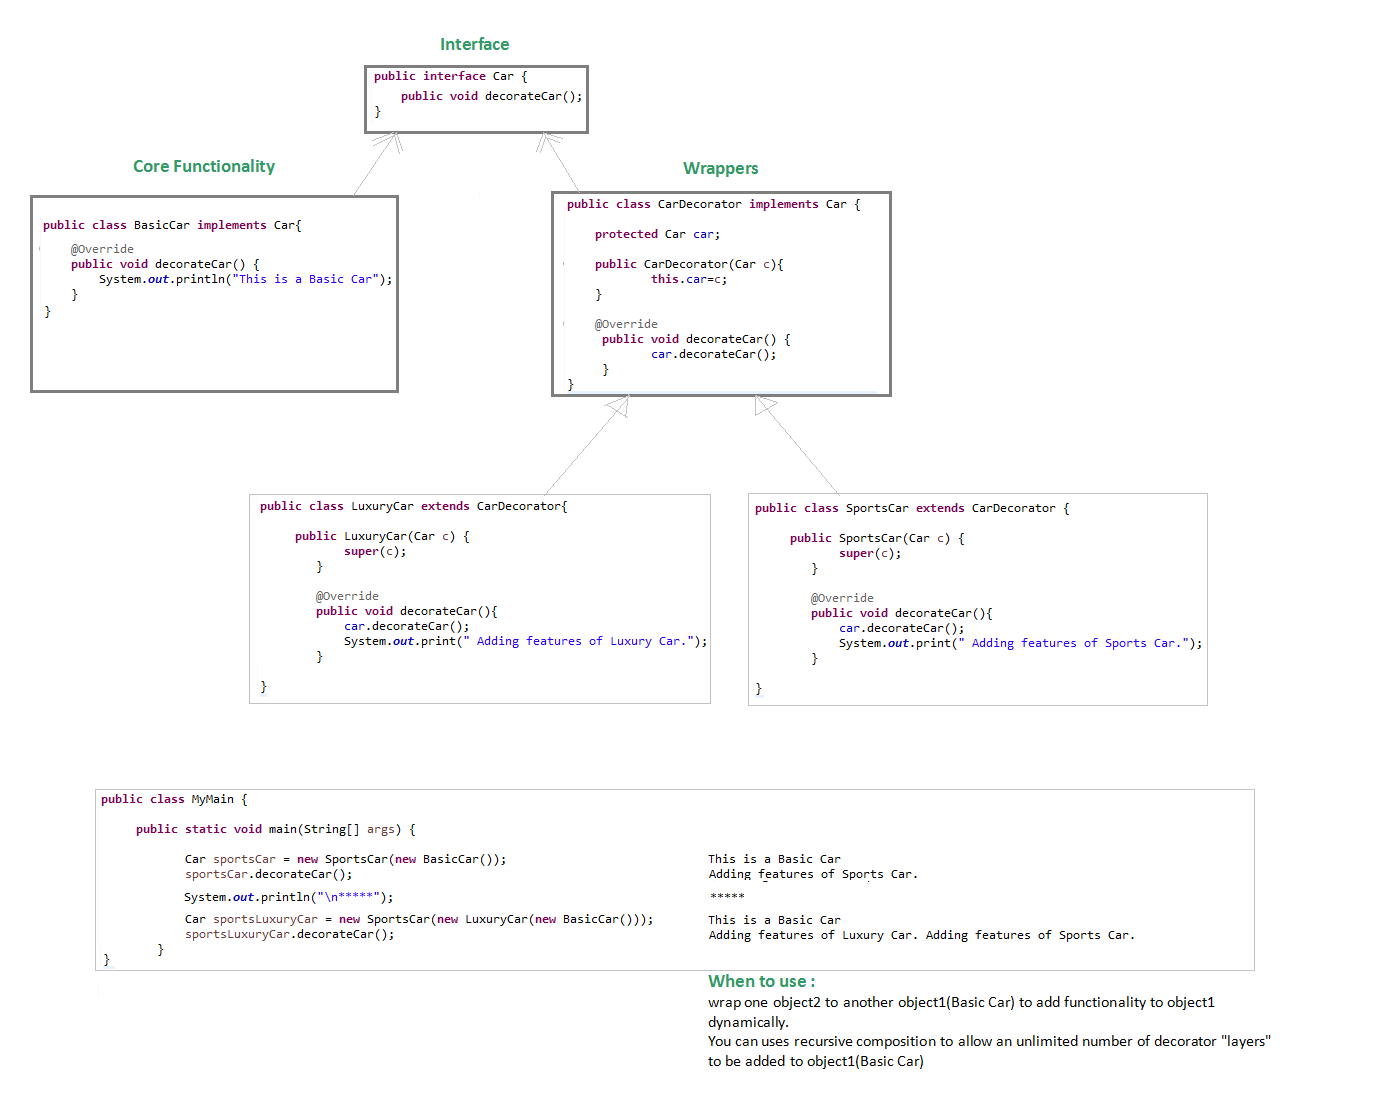 Interface
public interface Car {
public void decorateCar();
}
Core Functionality
public class BasicCar implements Car{
@Override
public void decorateCar() {
System.out.println("This is a Basic Car");
}
}
Wrappers
public class CarDecorator implements Car {
protected Car car;
public CarDecorator(Car c){
this.car=c;
}
@Override
public void decorateCar() {
car.decorateCar();
}
}
public class LuxuryCar extends CarDecorator{
public LuxuryCar(Car c) {
super(c);
}
@Override
public void decorateCar(){
car.decorateCar();
System.out.print(" Adding features of Luxury Car.");
}
}
public class SportsCar extends CarDecorator {
public SportsCar(Car c) {
super(c);
}
@Override
public void decorateCar(){
car.decorateCar();
System.out.print(" Adding features of Sports Car.");
}
}
public class MyMain {
public static void main(String[] args) {
Car sportsCar = new SportsCar(new BasicCar());
sportsCar.decorateCar();
System.out.println("\n*****");
Car sportsLuxuryCar = new SportsCar(new LuxuryCar(new BasicCar()));
sportsLuxuryCar.decorateCar();
}
}
This is a Basic Car
Adding features of Sports Car.
*****
This is a Basic Car
Adding features of Luxury Car. Adding features of Sports Car.
When to use :
wrap one object2 to another object1(Basic Car) to add functionality to object1
dynamically.
You can uses recursive composition to allow an unlimited number of decorator "layers"
to be added to object1(Basic Car)